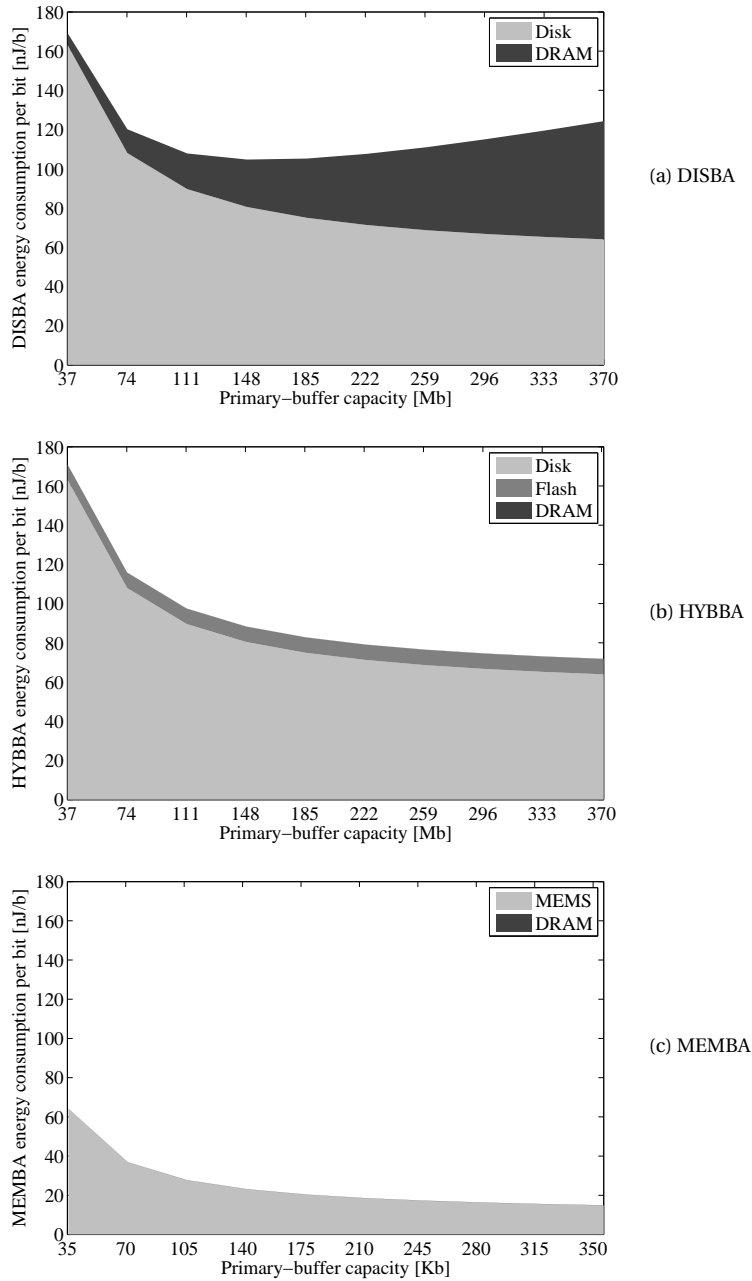 180
160
140
120
100
80
60
40
20
0
DISBA energy consumption per bit [nJ/b]
Disk
DRAM
37 74 111 148 185 222 259 296 333 370
Primary−buffer capacity [Mb]
(a) DISBA
180
160
140
120
100
80
60
40
20
0
HYBBA energy consumption per bit [nJ/b]
Disk
Flash
DRAM
37 74 111 148 185 222 259 296 333 370
Primary−buffer capacity [Mb]
(b) HYBBA
180
160
140
120
100
80
60
40
20
0
MEMBA energy consumption per bit [nJ/b]
MEMS
DRAM
35 70 105 140 175 210 245 280 315 350
Primary−buffer capacity [Kb]
(c) MEMBA